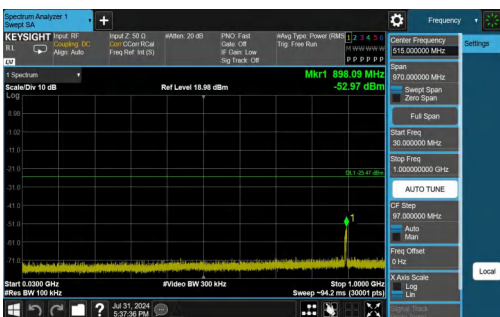 Spectrum Analyzer 1
Swept SA
+
Frequency
KEYSIGHT
RL
LW
Input: RF
Coupling: DC
Align: Auto
Input Z: 50 Ω
Corr CCorr RCal
Freq Ref: Int (S)
#Atten: 20 dB
PNO: Fast
Gate: Off
IF Gain: Low
Sig Track: Off
#Avg Type: Power (RMS
Trig: Free Run
1 2 3 4 5 6
M W W W W W
P P P P P P
1 Spectrum
Scale/Div 10 dB
Log
Ref Level 18.98 dBm
Mkr1 898.09 MHz
-52.97 dBm
8.98
-1.02
-11.0
-21.0
-31.0
-41.0
-51.0
-61.0
-71.0
DL1 -25.47 dBm
1
Start 0.0300 GHz
#Res BW 100 kHz
#Video BW 300 kHz
Stop 1.0000 GHz
Sweep ~94.2 ms (30001 pts)
Center Frequency
515.000000 MHz
Settings
Span
970.000000 MHz
Swept Span
Zero Span
Full Span
Start Freq
30.000000 MHz
Stop Freq
1.000000000 GHz
AUTO TUNE
CF Step
97.000000 MHz
Auto
Man
Freq Offset
0 Hz
X Axis Scale
Log
Lin
Signal Track
Local
?
Jul 31, 2024
5:37:36 PM